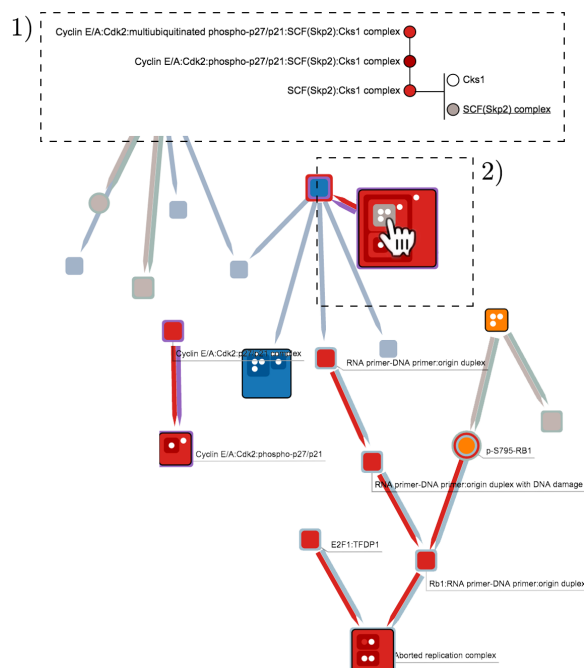 1)
Cyclin E/A:Cdk2:multiubiquitinated phospho-p27/p21:SCF(Skp2):Cks1 complex
Cyclin E/A:Cdk2:phospho-p27/p21:SCF(Skp2):Cks1 complex
SCF(Skp2):Cks1 complex
Cks1
SCF(Skp2) complex
2)
Cyclin E/A:Cdk2:p27/p21 complex
RNA primer-DNA primer:origin duplex
Cyclin E/A:Cdk2:phospho-p27/p21
p-S795-RB1
RNA primer-DNA primer:origin duplex with DNA damage
E2F1:TFDP1
Rb1:RNA primer-DNA primer:origin duplex
Aborted replication complex